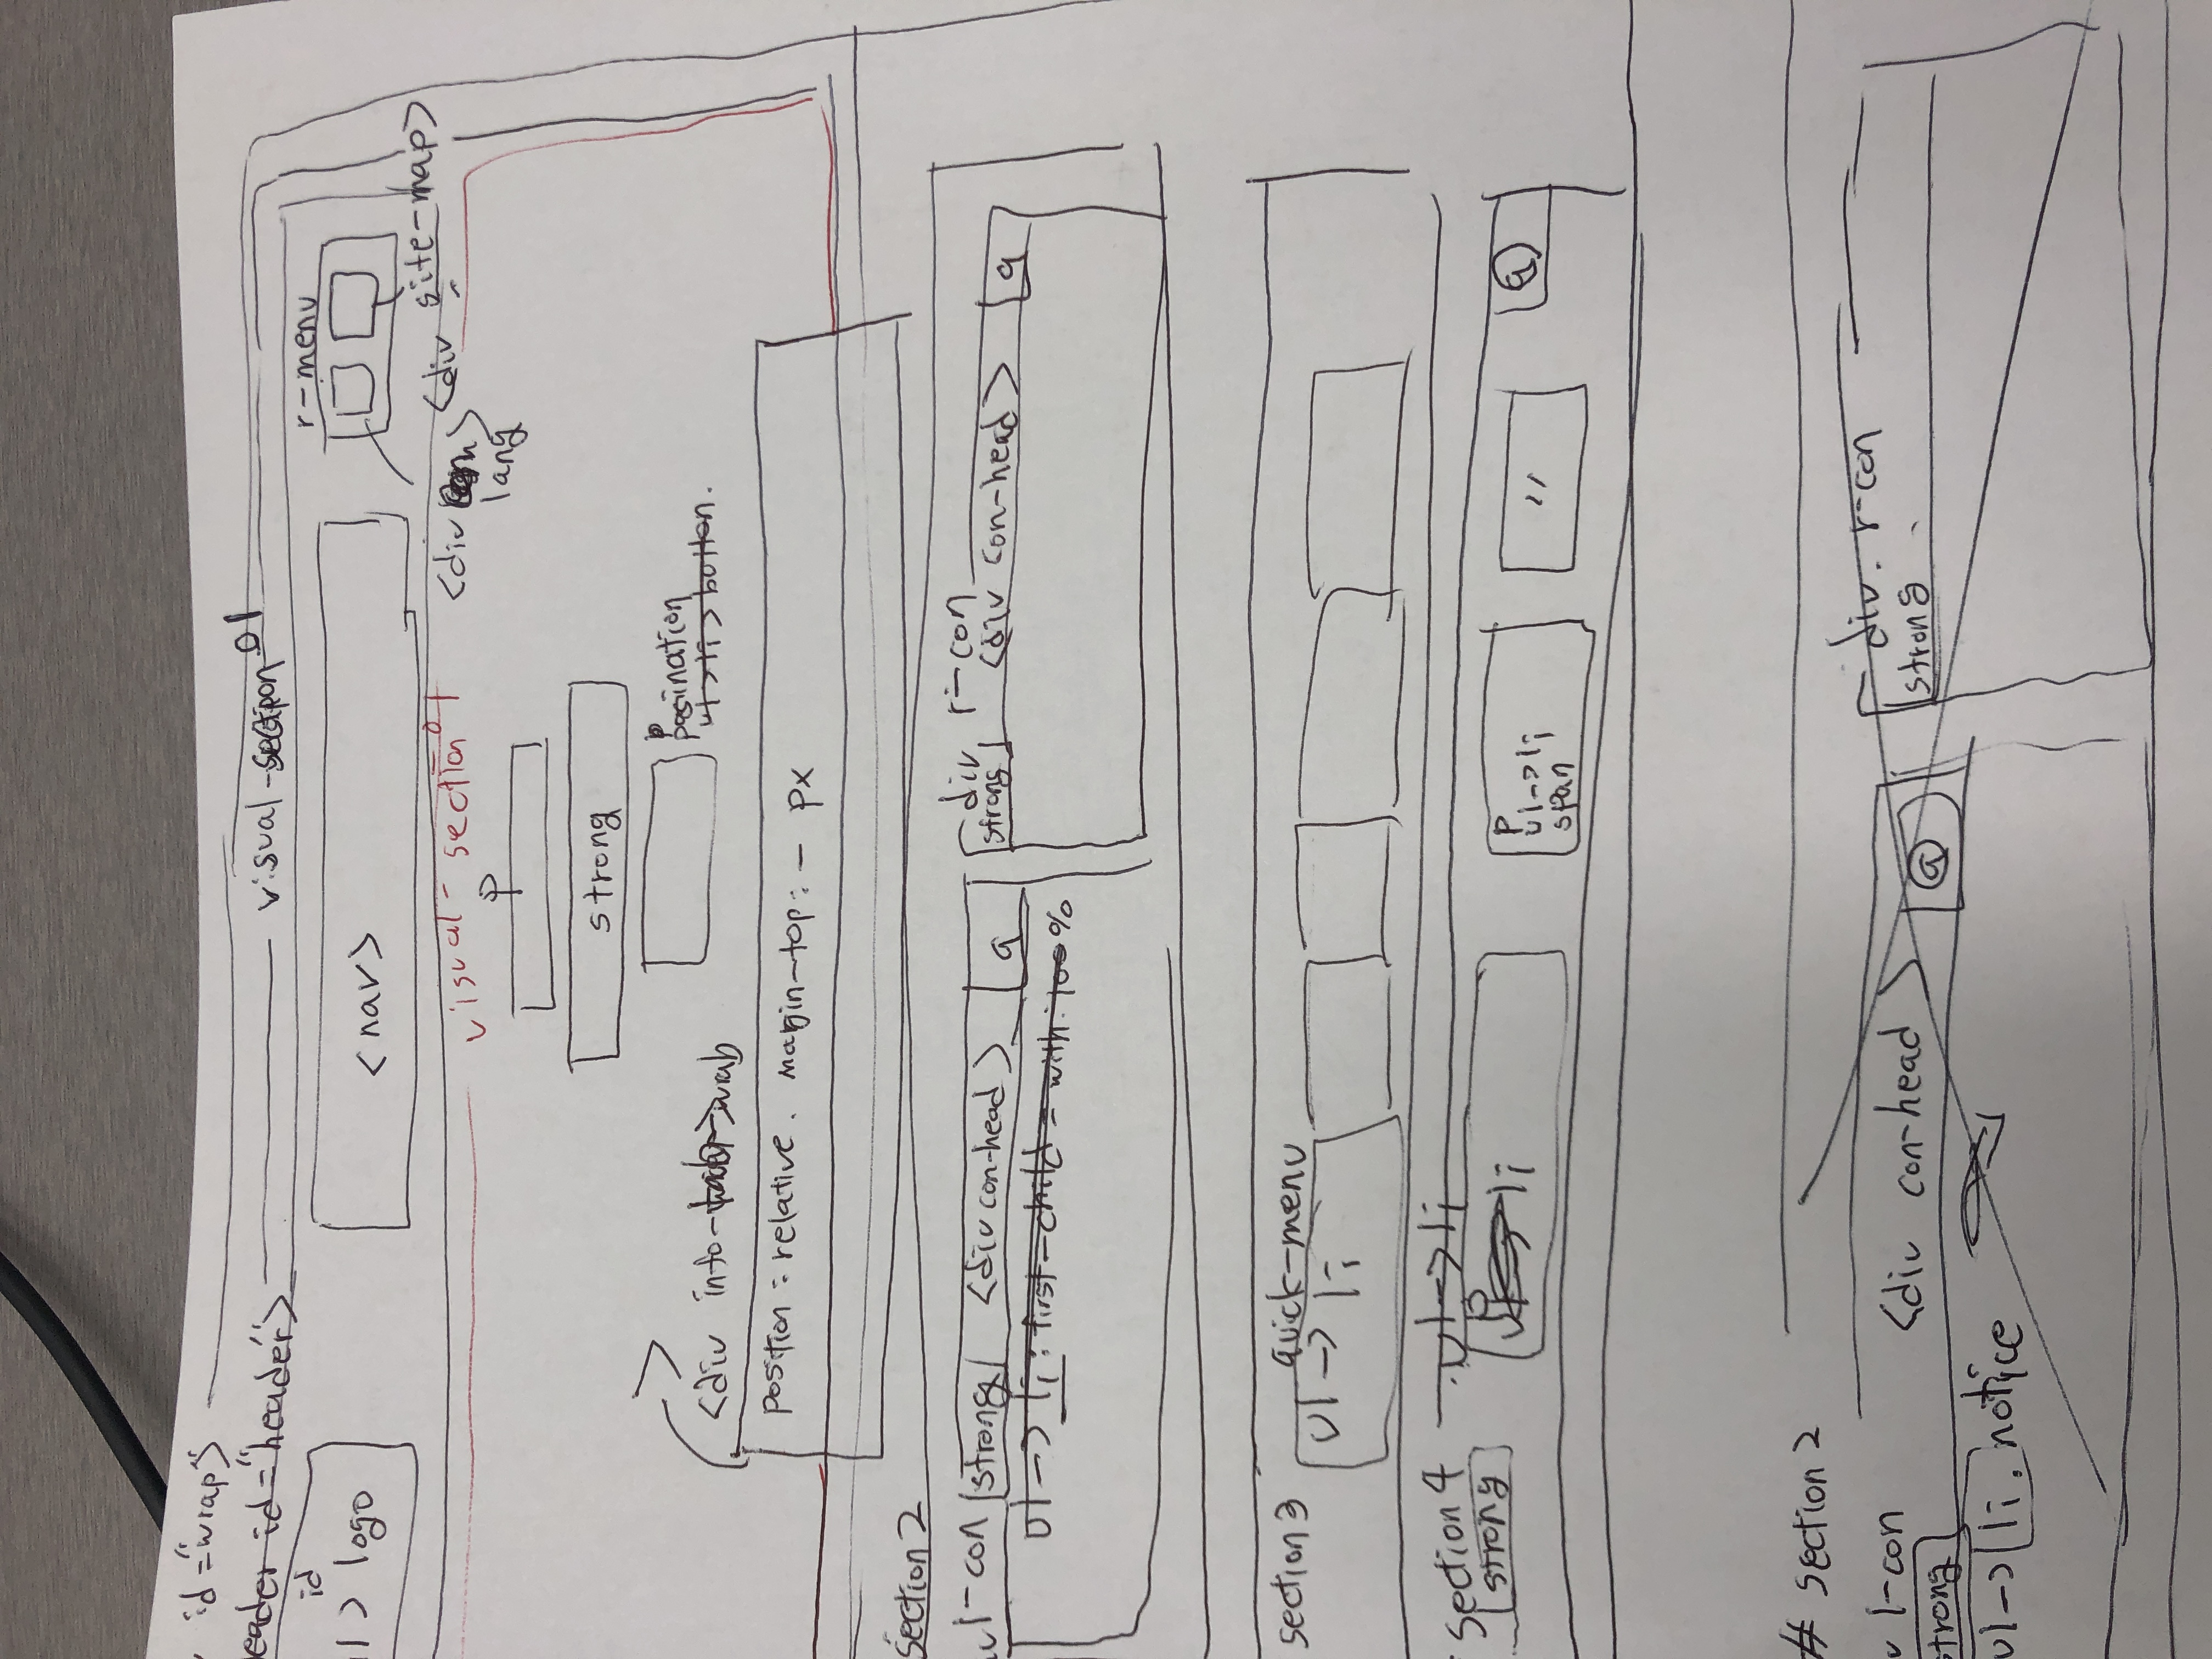 id="wrap">
eader id="header">
visual-section 01
id
1 > logo
<nav>
r-menu
<div site-map>
<div >
lang
visual-section 01
p
strong
p
pasination
ul>li>button.
<div info- wrab
position : relative. margin-top : - px
section 2
l-con strong <div con-head> a
ul -> li : first-child = with : 100%
div r-con
strong <div con-head> a
section 3
quick-menu
ul -> li
section 4
ul -> li
strong
p
ul li
p
ul->li
span
"
a
# section 2
l-con
<div con-head>
a
strong
ul -> li. notice
div. r-con
strong